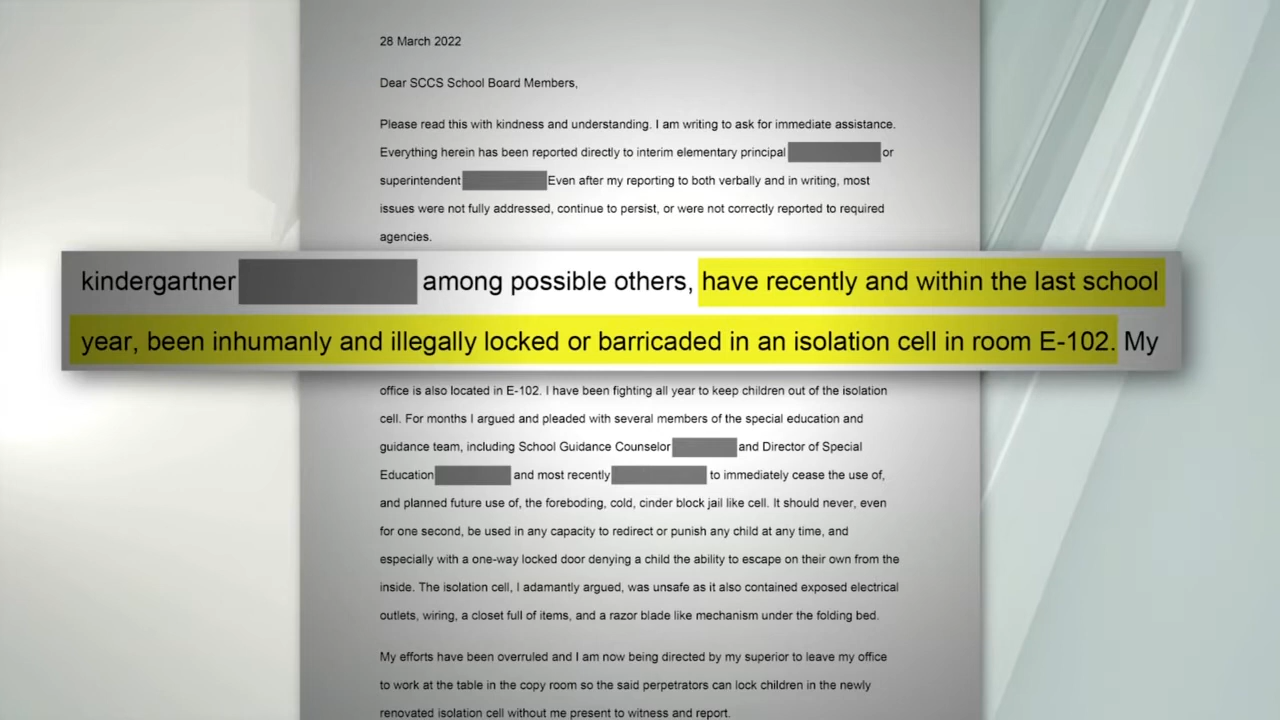 28 March 2022
Dear SCCS School Board Members,
Please read this with kindness and understanding. I am writing to ask for immediate assistance.
Everything herein has been reported directly to interim elementary principal or
superintendent Even after my reporting to both verbally and in writing, most
issues were not fully addressed, continue to persist, or were not correctly reported to required
agencies.
kindergartner among possible others, have recently and within the last school
year, been inhumanly and illegally locked or barricaded in an isolation cell in room E-102. My
office is also located in E-102. I have been fighting all year to keep children out of the isolation
cell. For months I argued and pleaded with several members of the special education and
guidance team, including School Guidance Counselor and Director of Special
Education and most recently to immediately cease the use of,
and planned future use of, the foreboding, cold, cinder block jail like cell. It should never, even
for one second, be used in any capacity to redirect or punish any child at any time, and
especially with a one-way locked door denying a child the ability to escape on their own from the
inside. The isolation cell, I adamantly argued, was unsafe as it also contained exposed electrical
outlets, wiring, a closet full of items, and a razor blade like mechanism under the folding bed.
My efforts have been overruled and I am now being directed by my superior to leave my office
to work at the table in the copy room so the said perpetrators can lock children in the newly
renovated isolation cell without me present to witness and report.